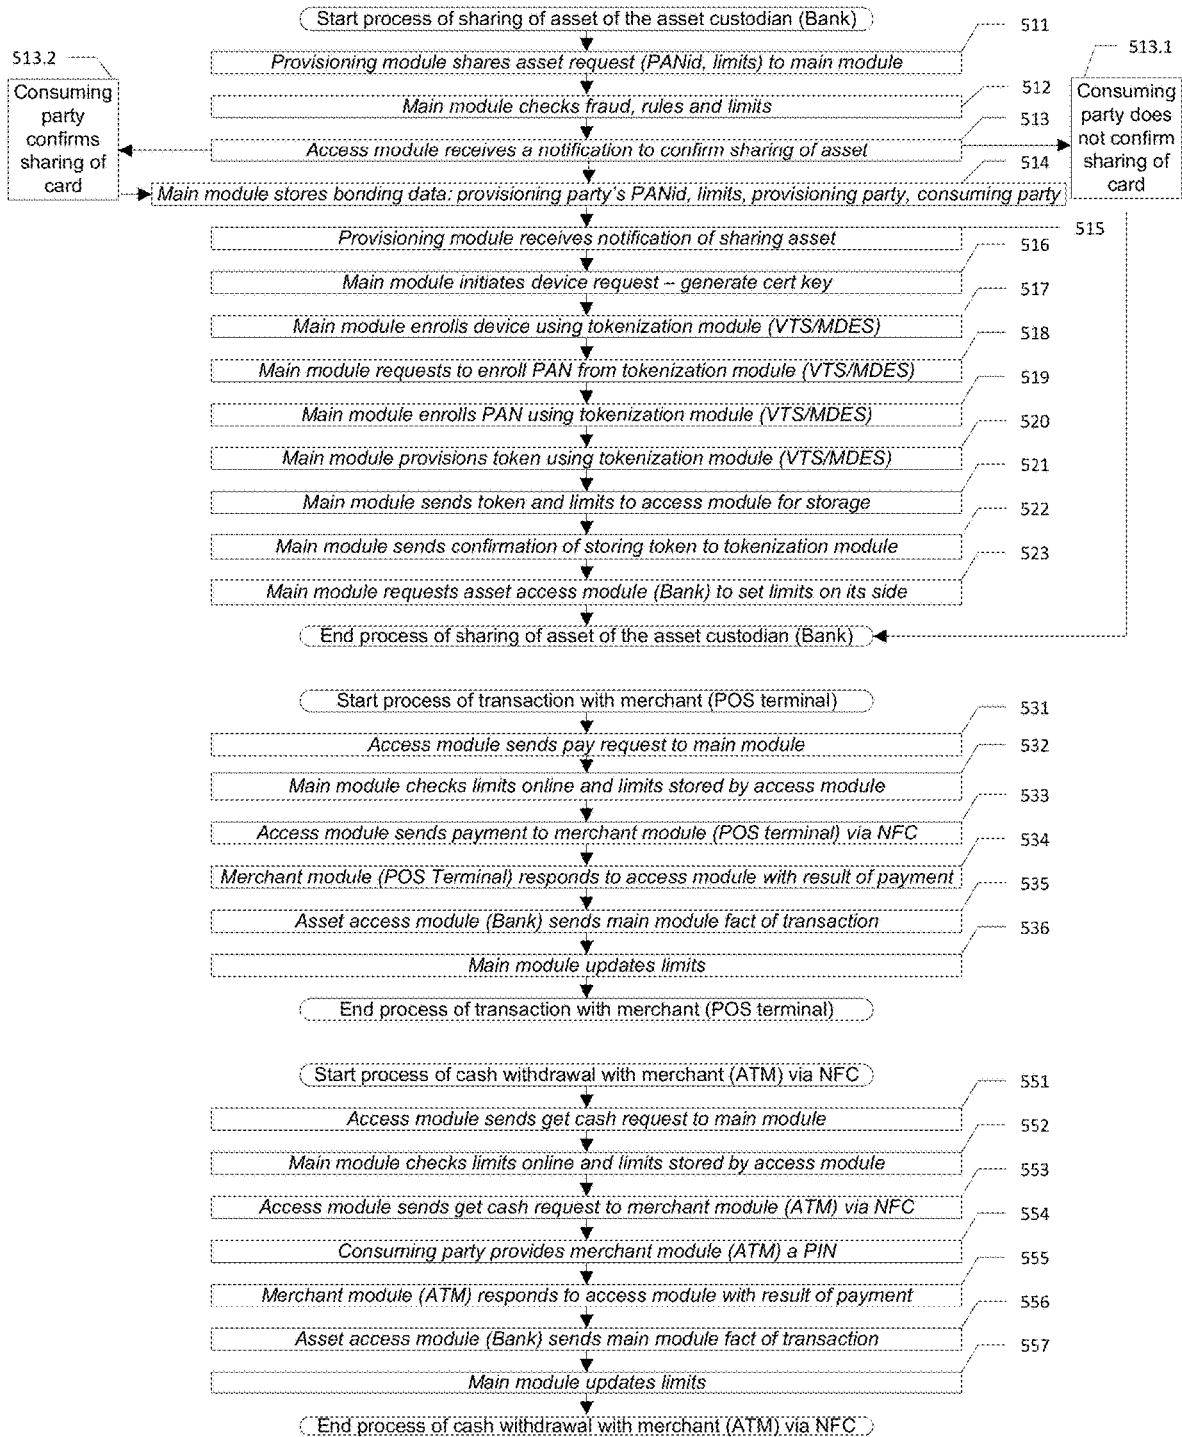 Start process of sharing of asset of the asset custodian (Bank)
511
Provisioning module shares asset request (PANid, limits) to main module
512
Main module checks fraud, rules and limits
513
Access module receives a notification to confirm sharing of asset
513.2
Consuming
party
confirms
sharing of
card
513.1
Consuming
party does
not confirm
sharing of
card
514
Main module stores bonding data: provisioning party's PANid, limits, provisioning party, consuming party
515
Provisioning module receives notification of sharing asset
516
Main module initiates device request – generate cert key
517
Main module enrolls device using tokenization module (VTS/MDES)
518
Main module requests to enroll PAN from tokenization module (VTS/MDES)
519
Main module enrolls PAN using tokenization module (VTS/MDES)
520
Main module provisions token using tokenization module (VTS/MDES)
521
Main module sends token and limits to access module for storage
522
Main module sends confirmation of storing token to tokenization module
523
Main module requests asset access module (Bank) to set limits on its side
End process of sharing of asset of the asset custodian (Bank)
Start process of transaction with merchant (POS terminal)
531
Access module sends pay request to main module
532
Main module checks limits online and limits stored by access module
533
Access module sends payment to merchant module (POS terminal) via NFC
534
Merchant module (POS Terminal) responds to access module with result of payment
535
Asset access module (Bank) sends main module fact of transaction
536
Main module updates limits
End process of transaction with merchant (POS terminal)
Start process of cash withdrawal with merchant (ATM) via NFC
551
Access module sends get cash request to main module
552
Main module checks limits online and limits stored by access module
553
Access module sends get cash request to merchant module (ATM) via NFC
554
Consuming party provides merchant module (ATM) a PIN
555
Merchant module (ATM) responds to access module with result of payment
556
Asset access module (Bank) sends main module fact of transaction
557
Main module updates limits
End process of cash withdrawal with merchant (ATM) via NFC